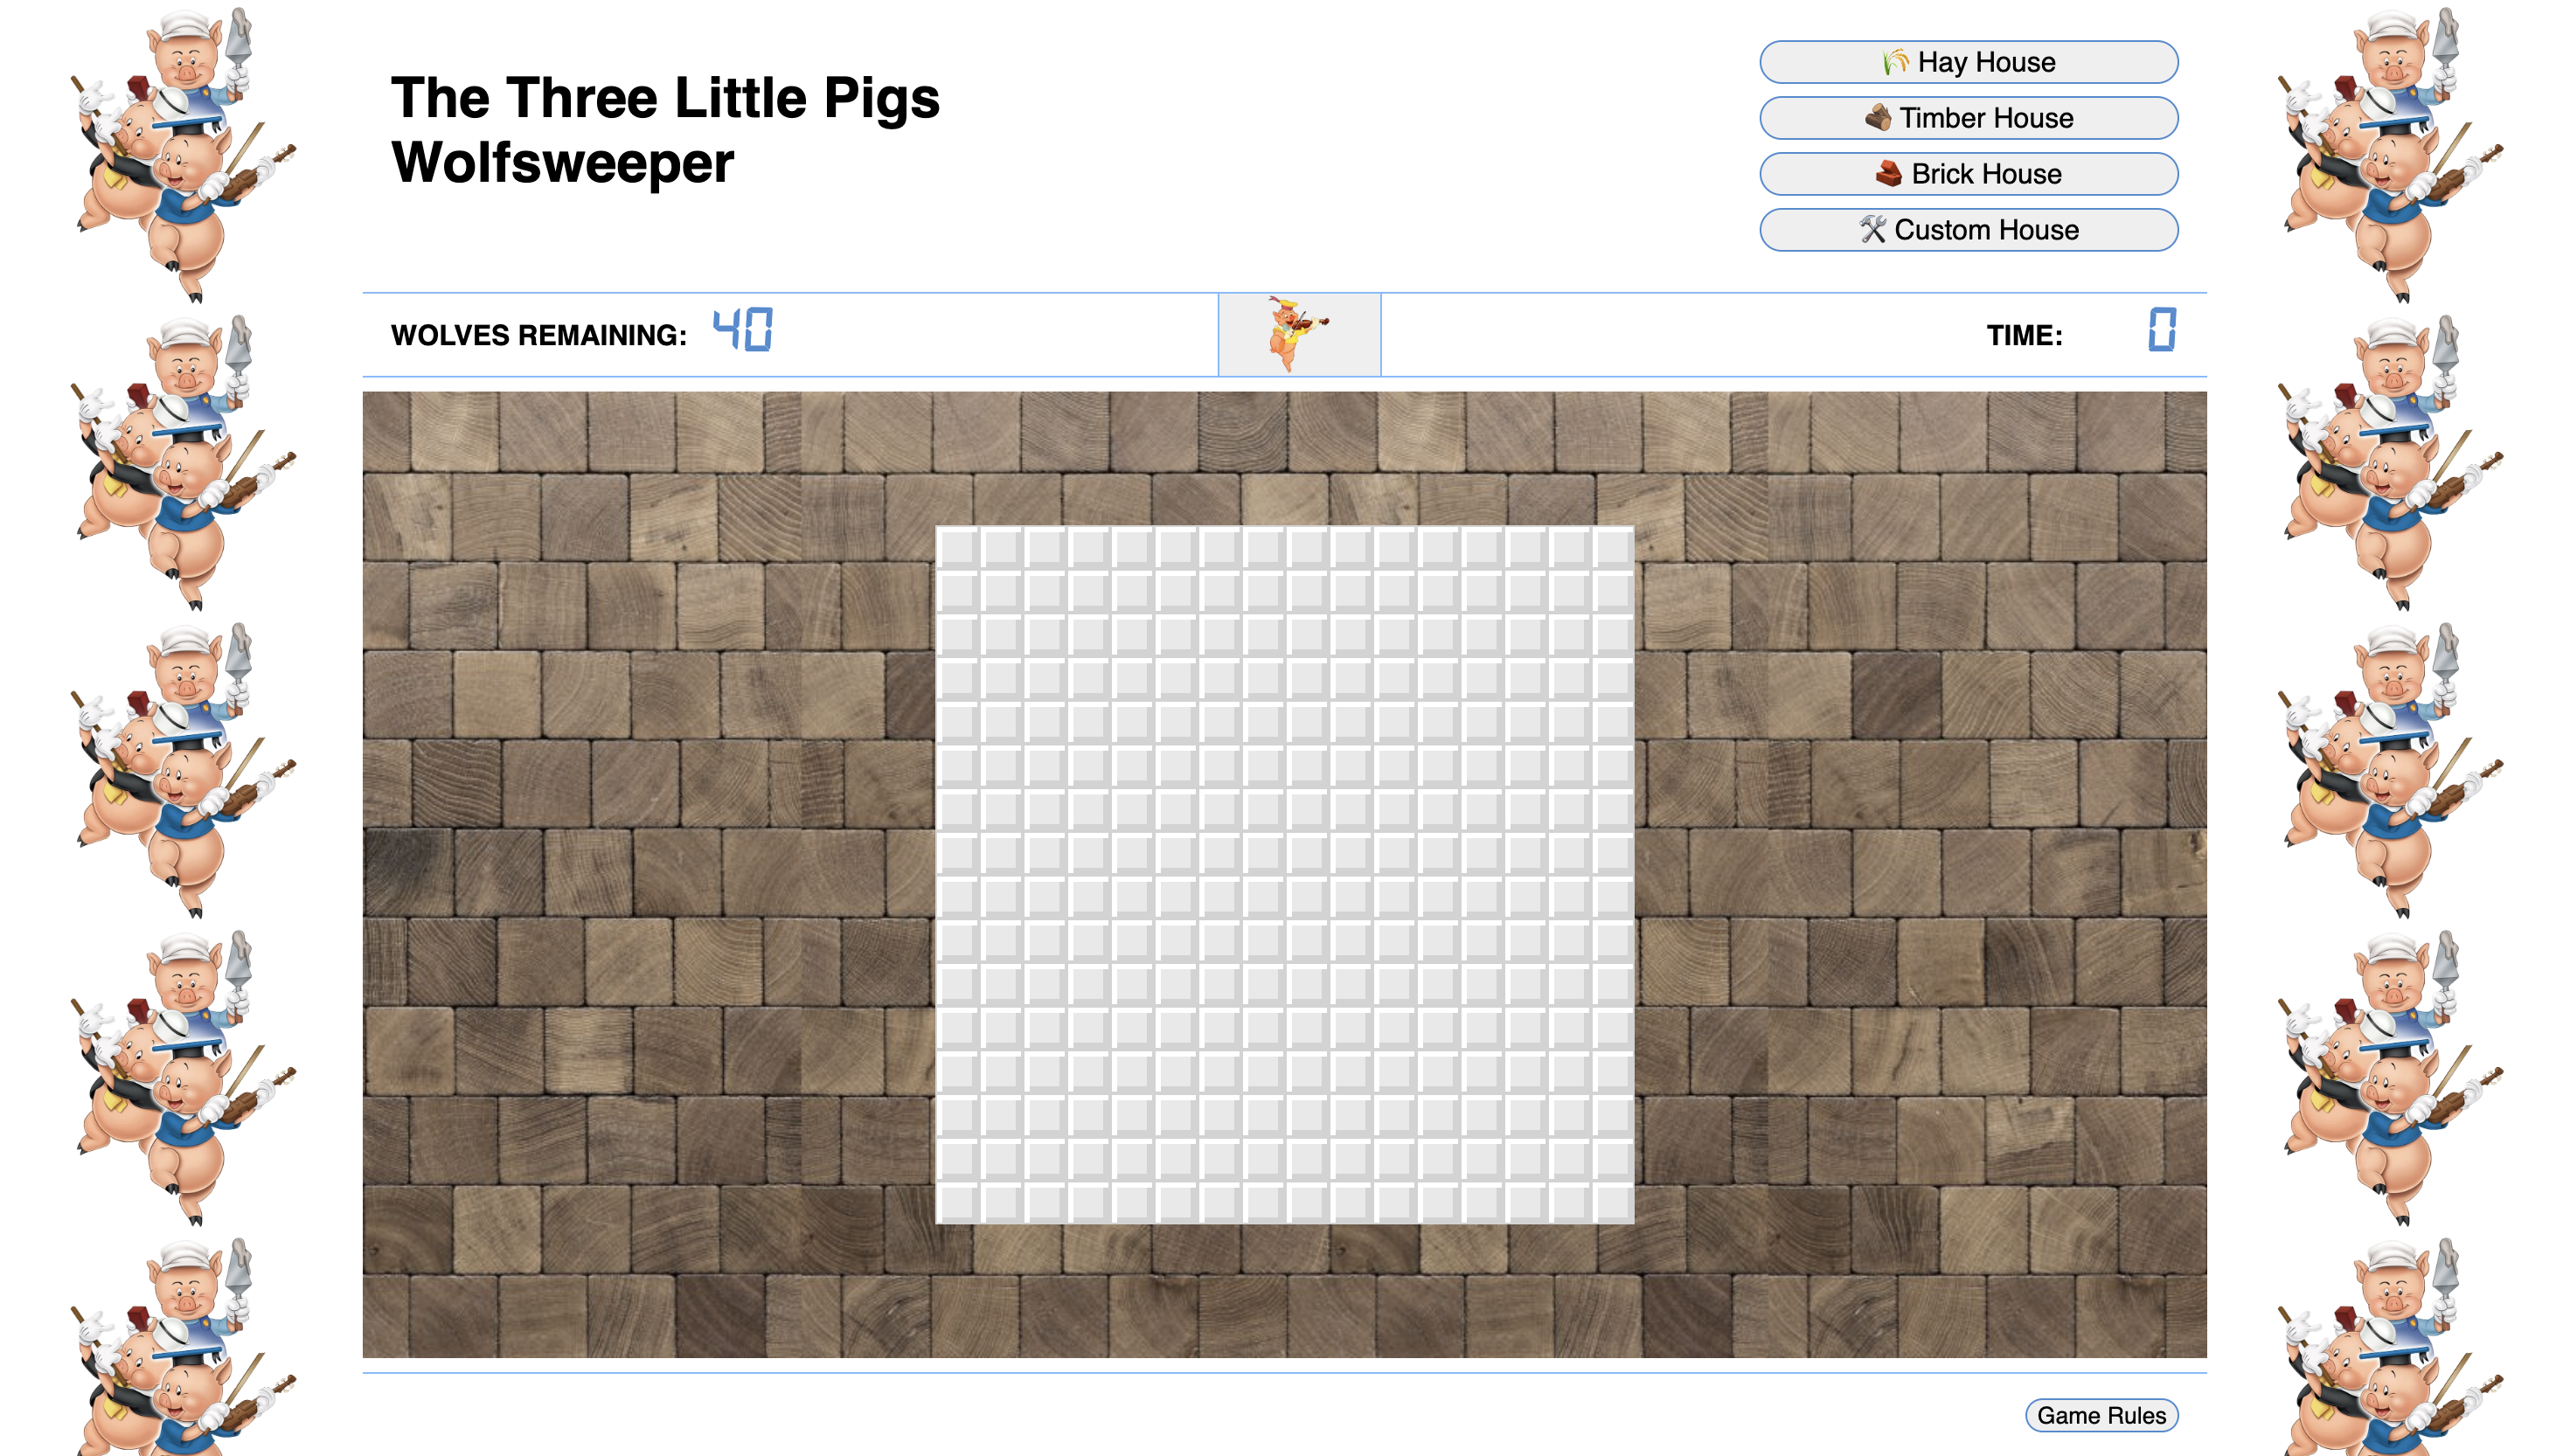 The Three Little Pigs
Wolfsweeper
Hay House
Timber House
Brick House
Custom House
WOLVES REMAINING: 40
TIME: 0
Game Rules